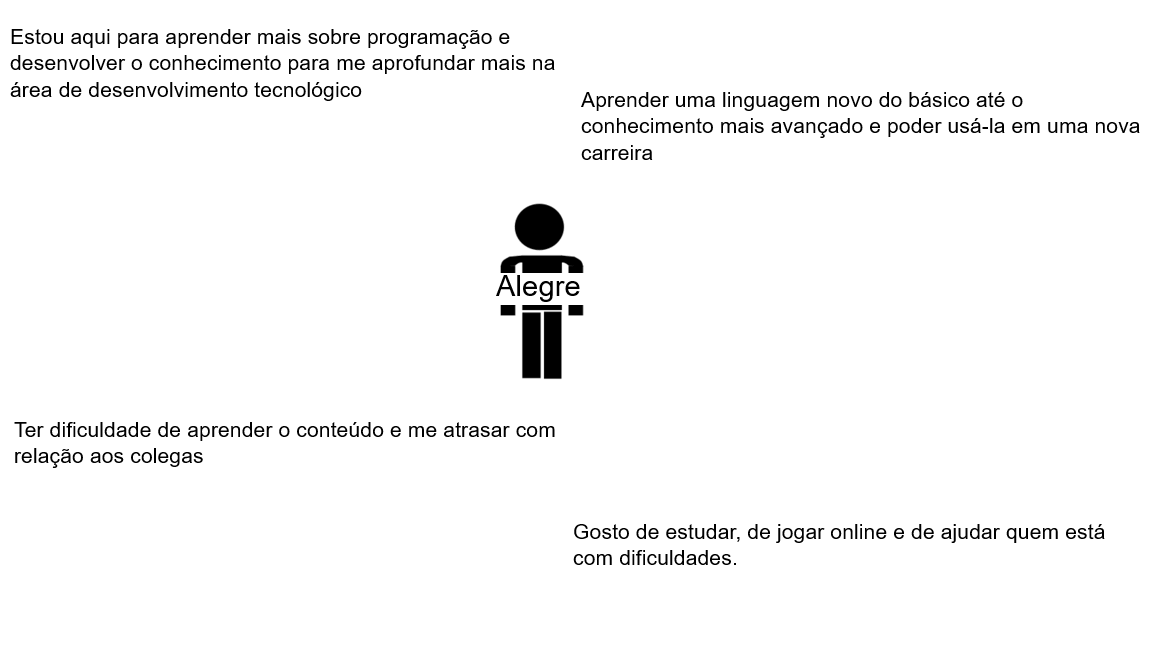 Estou aqui para aprender mais sobre programação e
desenvolver o conhecimento para me aprofundar mais na
área de desenvolvimento tecnológico
Aprender uma linguagem novo do básico até o
conhecimento mais avançado e poder usá-la em uma nova
carreira
Alegre
Ter dificuldade de aprender o conteúdo e me atrasar com
relação aos colegas
Gosto de estudar, de jogar online e de ajudar quem está
com dificuldades.